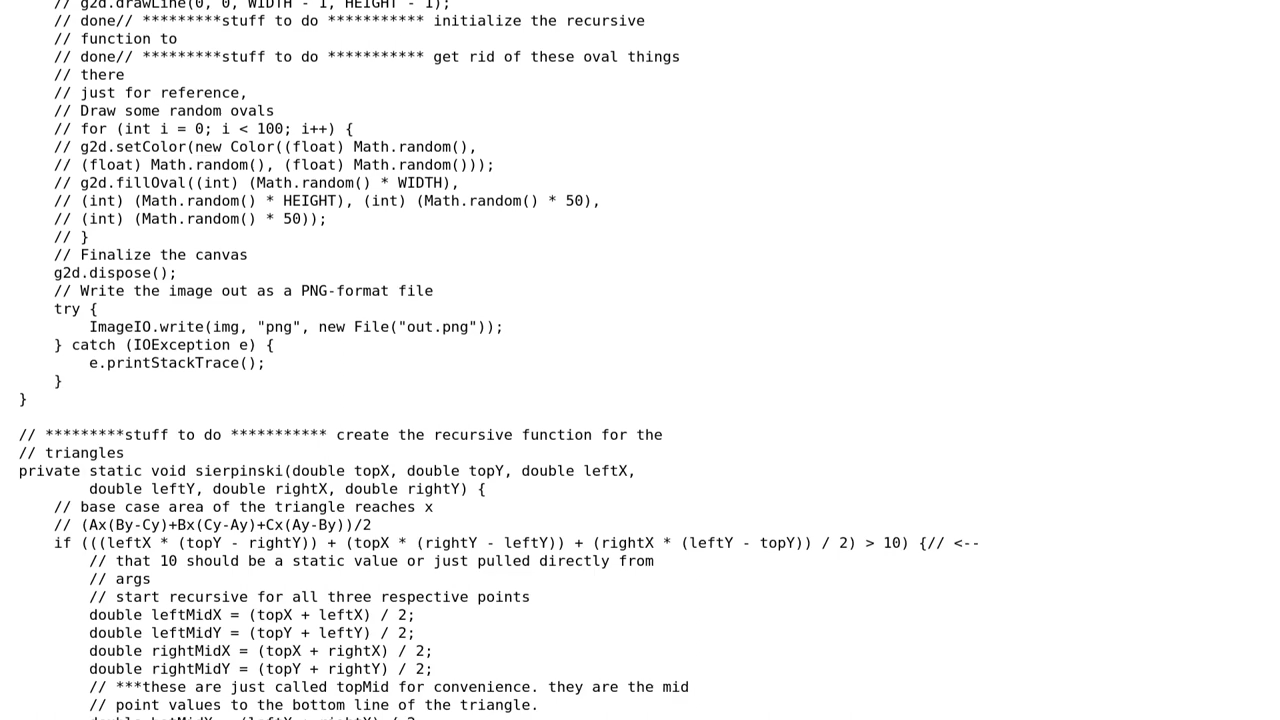 // g2d.drawLine(0, 0, WIDTH - 1, HEIGHT - 1);
// done// *********stuff to do *********** initialize the recursive
// function to
// done// *********stuff to do *********** get rid of these oval things
// there
// just for reference,
// Draw some random ovals
// for (int i = 0; i < 100; i++) {
// g2d.setColor(new Color((float) Math.random(),
// (float) Math.random(), (float) Math.random()));
// g2d.fillOval((int) (Math.random() * WIDTH),
// (int) (Math.random() * HEIGHT), (int) (Math.random() * 50),
// (int) (Math.random() * 50));
// }
// Finalize the canvas
g2d.dispose();
// Write the image out as a PNG-format file
try {
ImageIO.write(img, "png", new File("out.png"));
} catch (IOException e) {
e.printStackTrace();
}
}
// *********stuff to do *********** create the recursive function for the
// triangles
private static void sierpinski(double topX, double topY, double leftX,
double leftY, double rightX, double rightY) {
// base case area of the triangle reaches x
// (Ax(By-Cy)+Bx(Cy-Ay)+Cx(Ay-By))/2
if (((leftX * (topY - rightY)) + (topX * (rightY - leftY)) + (rightX * (leftY - topY)) / 2) > 10) {// <--
// that 10 should be a static value or just pulled directly from
// args
// start recursive for all three respective points
double leftMidX = (topX + leftX) / 2;
double leftMidY = (topY + leftY) / 2;
double rightMidX = (topX + rightX) / 2;
double rightMidY = (topY + rightY) / 2;
// ***these are just called topMid for convenience. they are the mid
// point values to the bottom line of the triangle.